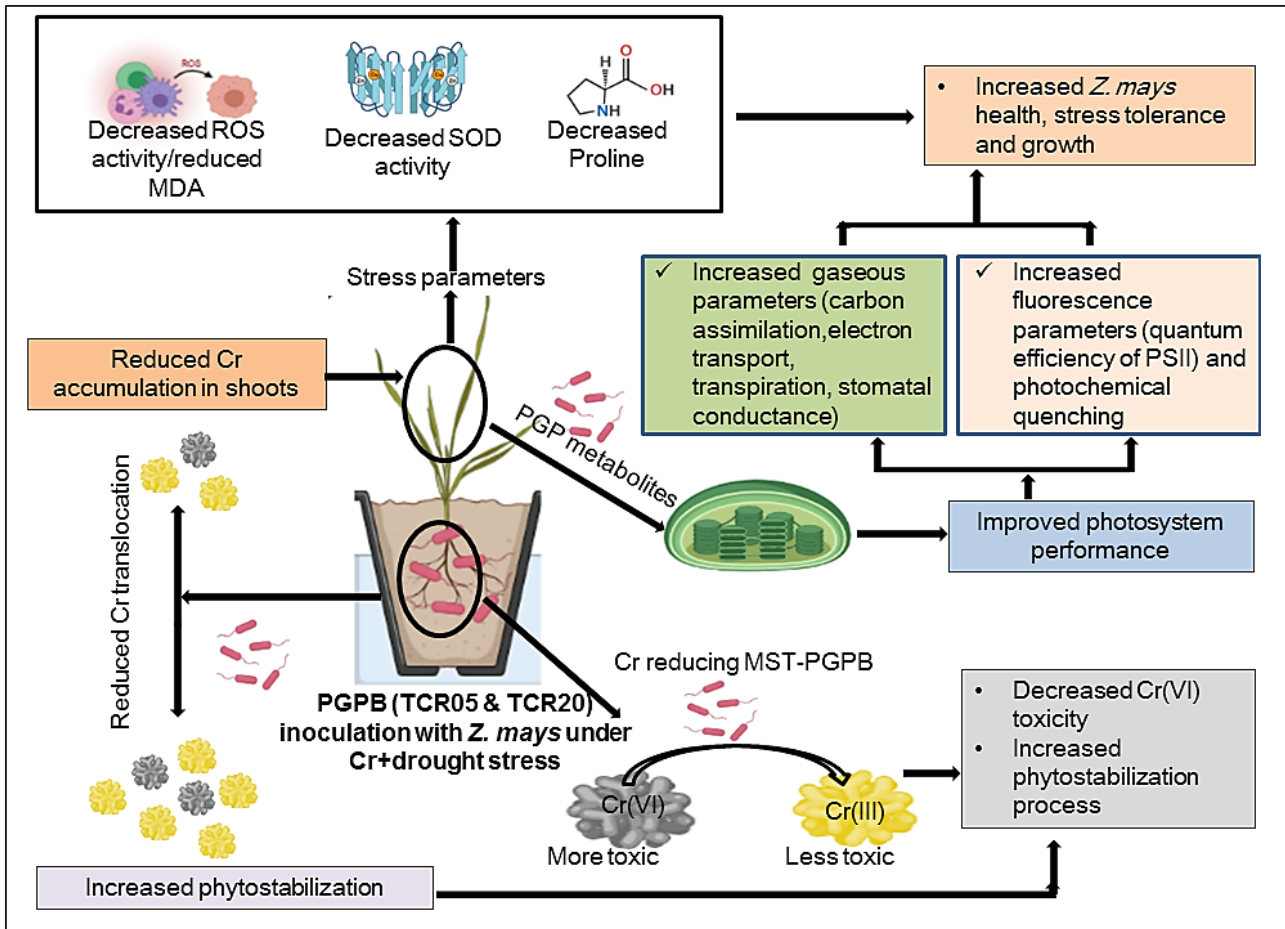 ROS
Decreased ROS
activity/reduced
MDA
Cu
Zn
Cu
Zn
Decreased SOD
activity
H
O
OH
NH
Decreased
Proline
• Increased Z. mays
health, stress tolerance
and growth
Stress parameters
✓ Increased gaseous
parameters (carbon
assimilation,electron
transport,
transpiration, stomatal
conductance)
✓ Increased
fluorescence
parameters (quantum
efficiency of PSII) and
photochemical
quenching
Reduced Cr
accumulation in shoots
PGP metabolites
Improved photosystem
performance
Reduced Cr translocation
PGPB (TCR05 & TCR20)
inoculation with Z. mays under
Cr+drought stress
Cr reducing MST-PGPB
Cr(VI)
Cr(III)
More toxic
Less toxic
• Decreased Cr(VI)
toxicity
• Increased
phytostabilization
process
Increased phytostabilization